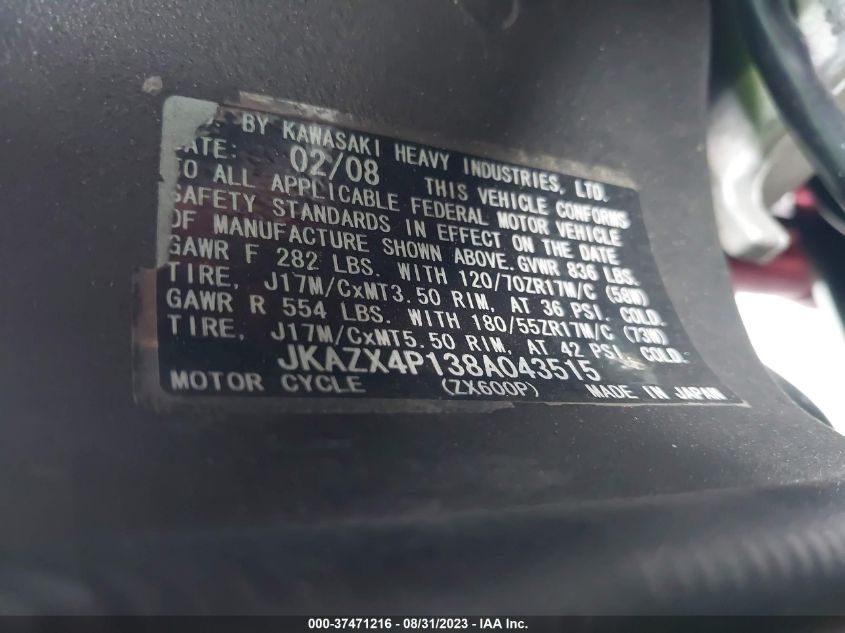 BY KAWASAKI HEAVY INDUSTRIES, LTD.
DATE: 02/08 THIS VEHICLE CONFORMS
TO ALL APPLICABLE FEDERAL MOTOR VEHICLE
SAFETY STANDARDS IN EFFECT ON THE DATE
OF MANUFACTURE SHOWN ABOVE. GVWR 836 LBS.
GAWR F 282 LBS. WITH 120/70ZR17M/C (58W)
TIRE, J17M/CxMT3.50 RIM, AT 36 PSI. COLD.
GAWR R 554 LBS. WITH 180/55ZR17M/C (73W)
TIRE, J17M/CxMT5.50 RIM, AT 42 PSI. COLD.
JKAZX4P138A043515
MOTOR CYCLE (ZX600P) MADE IN JAPAN
000-37471216 - 08/31/2023 - © IAA Inc.